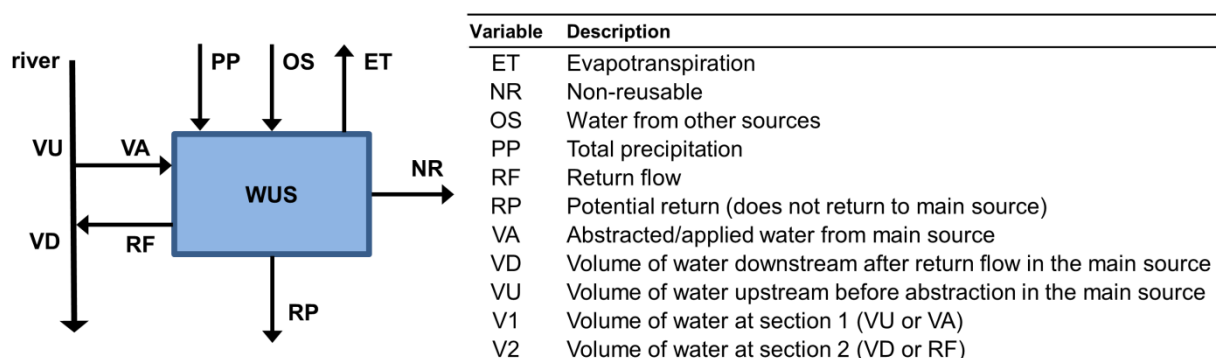 river
PP
OS
ET
VU
VA
WUS
NR
VD
RF
RP
Variable Description
ET Evapotranspiration
NR Non-reusable
OS Water from other sources
PP Total precipitation
RF Return flow
RP Potential return (does not return to main source)
VA Abstracted/applied water from main source
VD Volume of water downstream after return flow in the main source
VU Volume of water upstream before abstraction in the main source
V1 Volume of water at section 1 (VU or VA)
V2 Volume of water at section 2 (VD or RF)